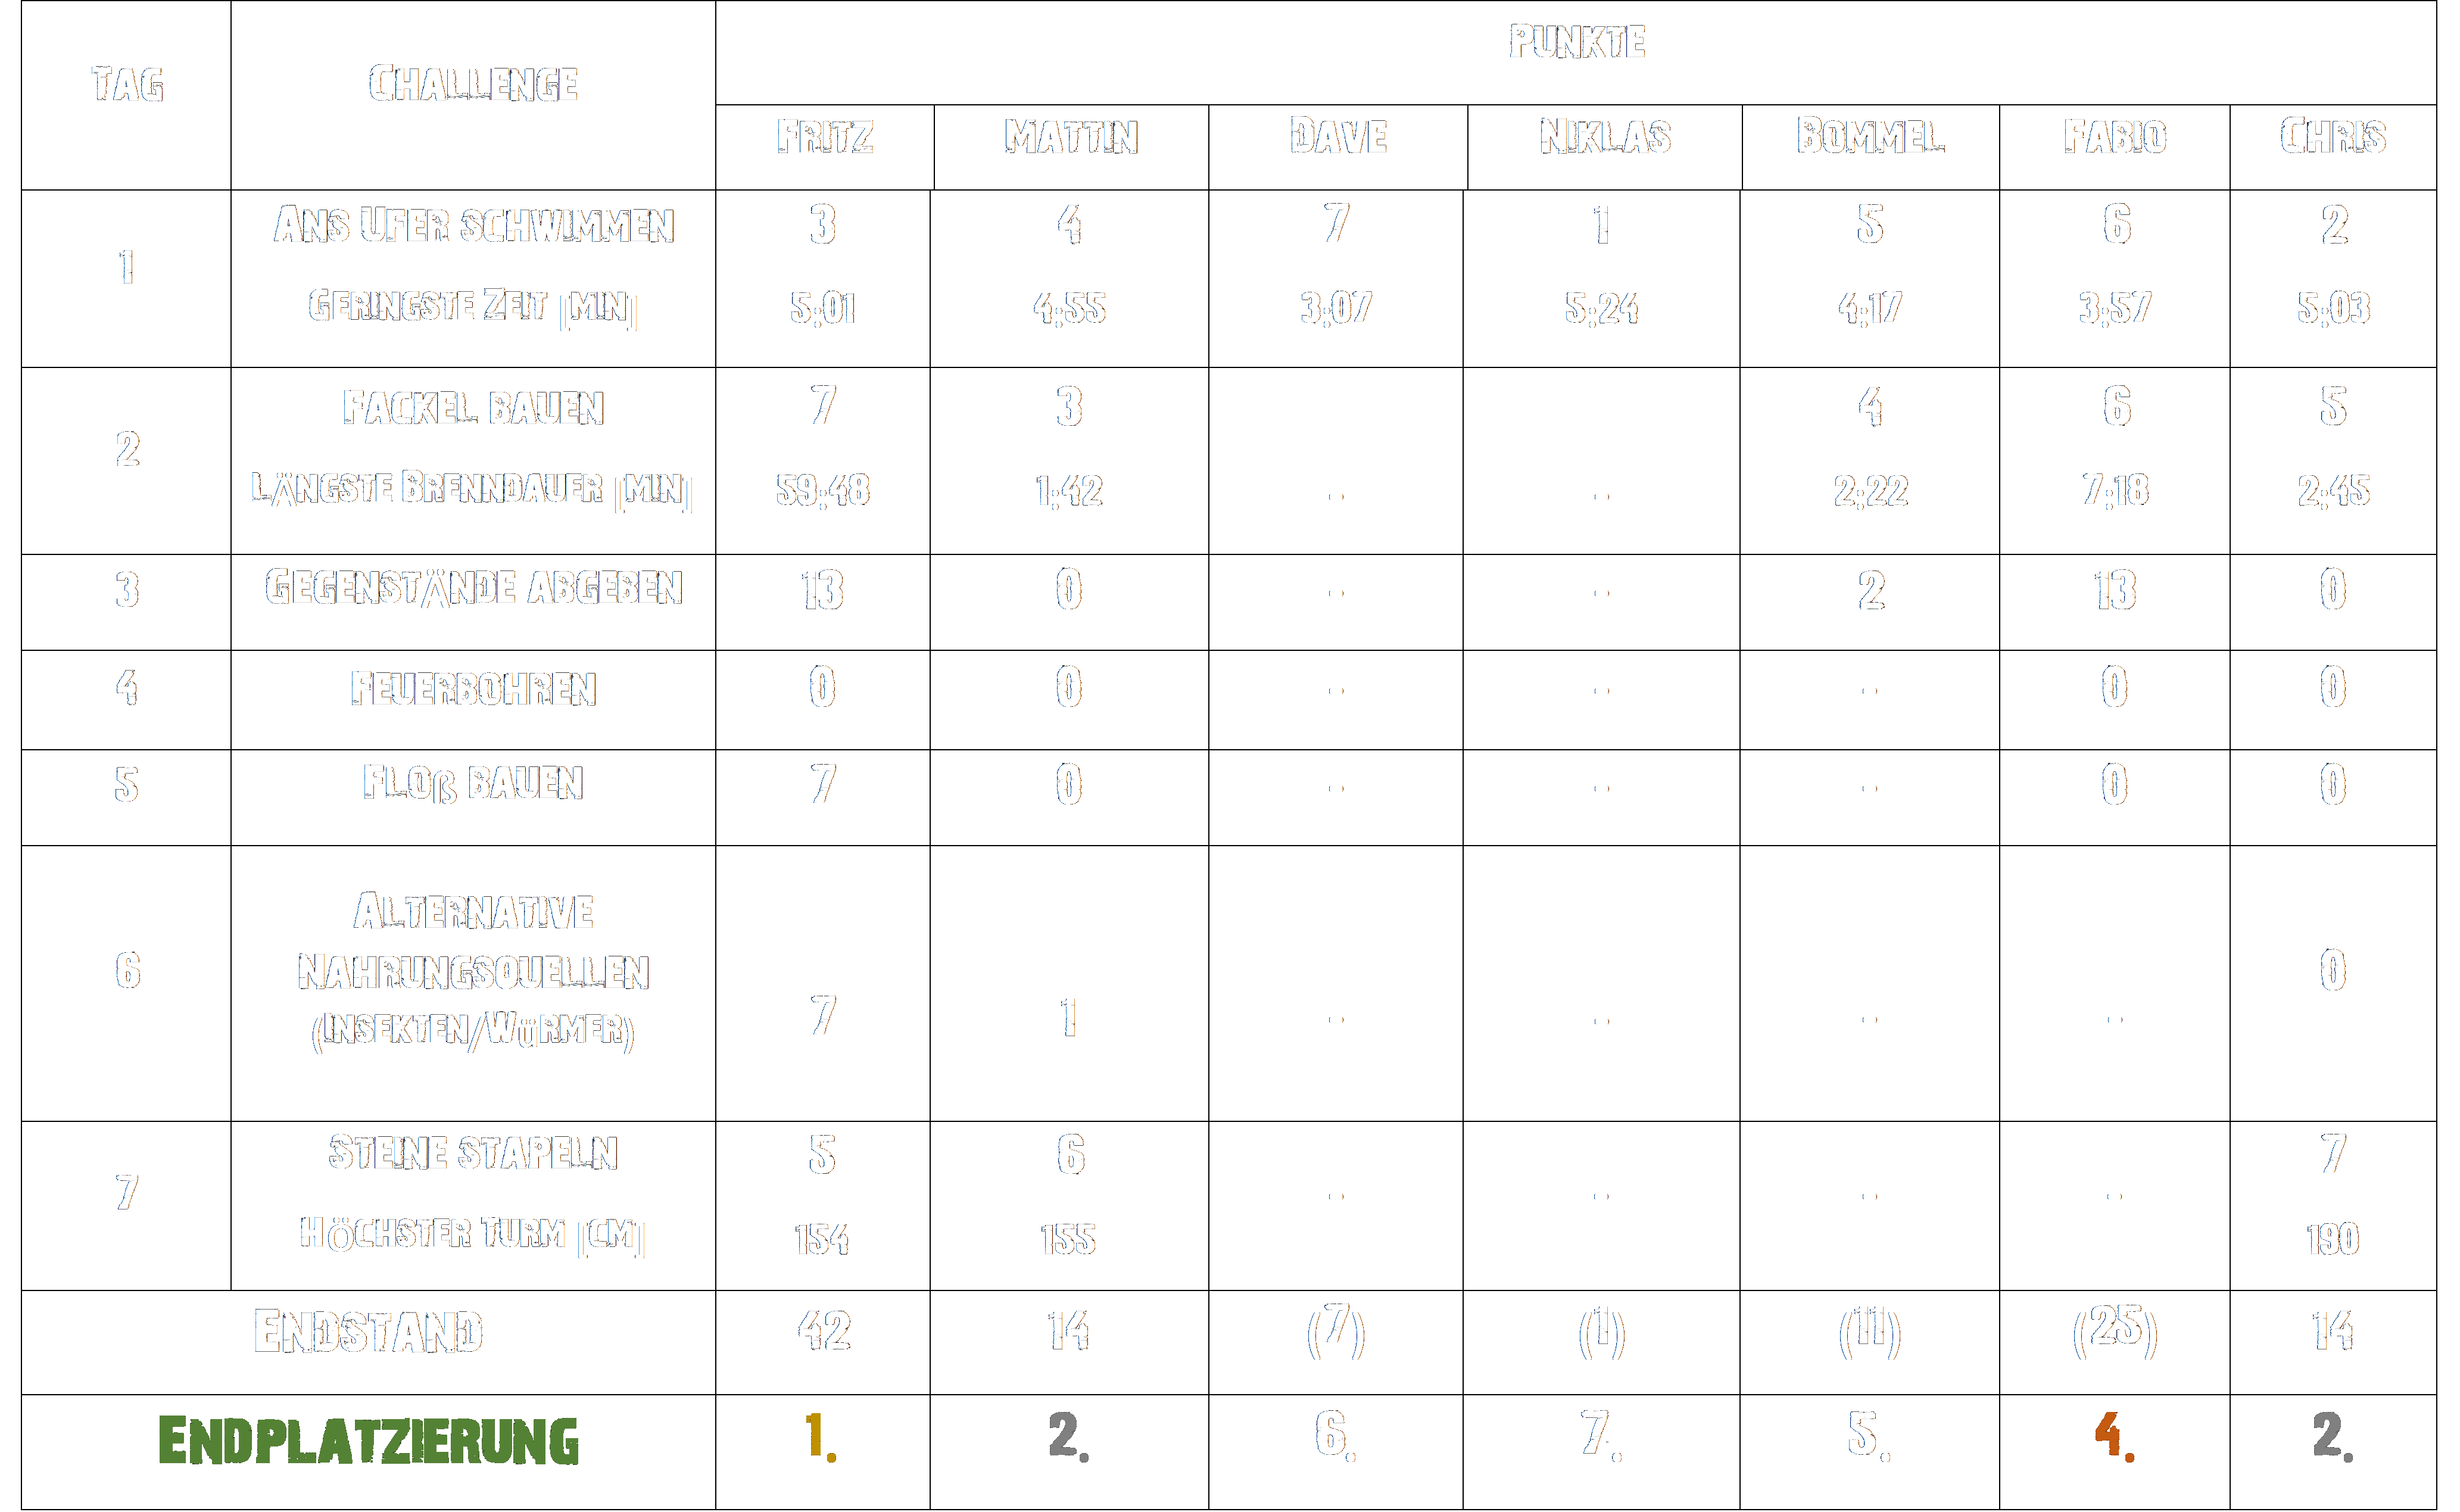 Punkte
Tag Challenge
Fritz Mattin Dave Niklas Bommel Fabio Chris
Ans Ufer schwimmen 3 4 7 1 5 6 2
1
Geringste Zeit [min] 5:01 4:55 3:07 5:24 4:17 3:57 5:03
Fackel bauen 7 3 4 6 5
2
Längste Brenndauer [min] 59:48 1:42 - - 2:22 7:18 2:45
3 Gegenstände abgeben 13 0 - - 2 13 0
4 Feuerbohren 0 0 - - - 0 0
5 Floß bauen 7 0 - - - 0 0
Alternative
6 Nahrungsquellen 0
(Insekten/Würmer) 7 1 - - - -
Steine stapeln 5 6 7
7 - - - -
Höchster Turm [cm] 154 155 190
Endstand 42 14 (7) (1) (11) (25) 14
Endplatzierung 1. 2. 6. 7. 5. 4. 2.